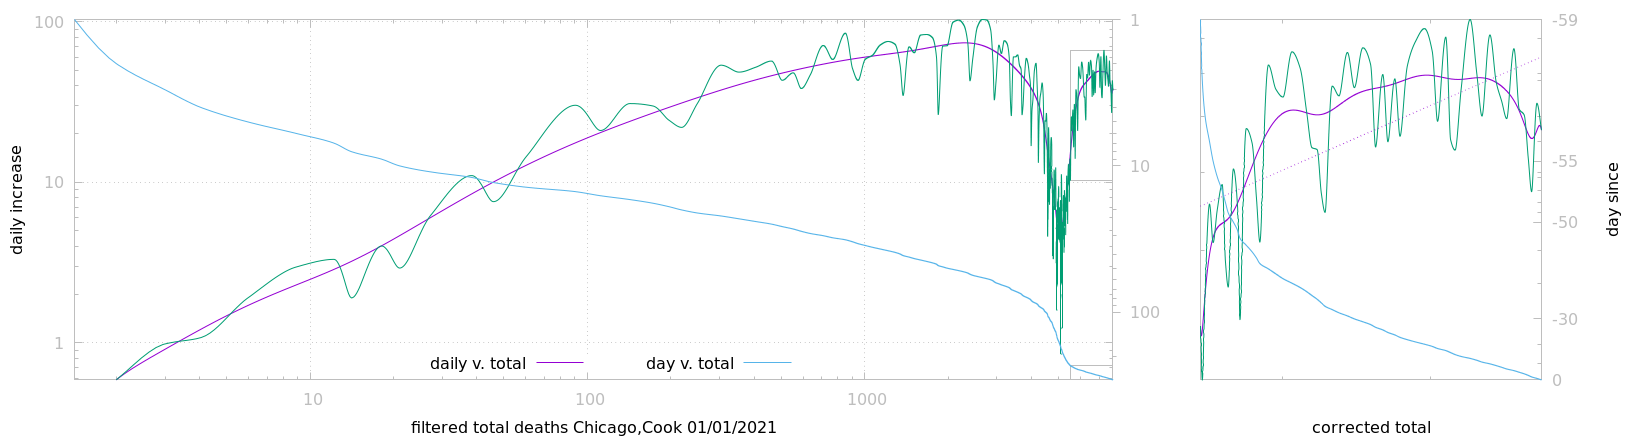 100
10
1
daily increase
daily v. total
day v. total
10
100
1000
filtered total deaths Chicago,Cook 01/01/2021
1
10
100
-59
-55
-50
-30
0
day since
corrected total